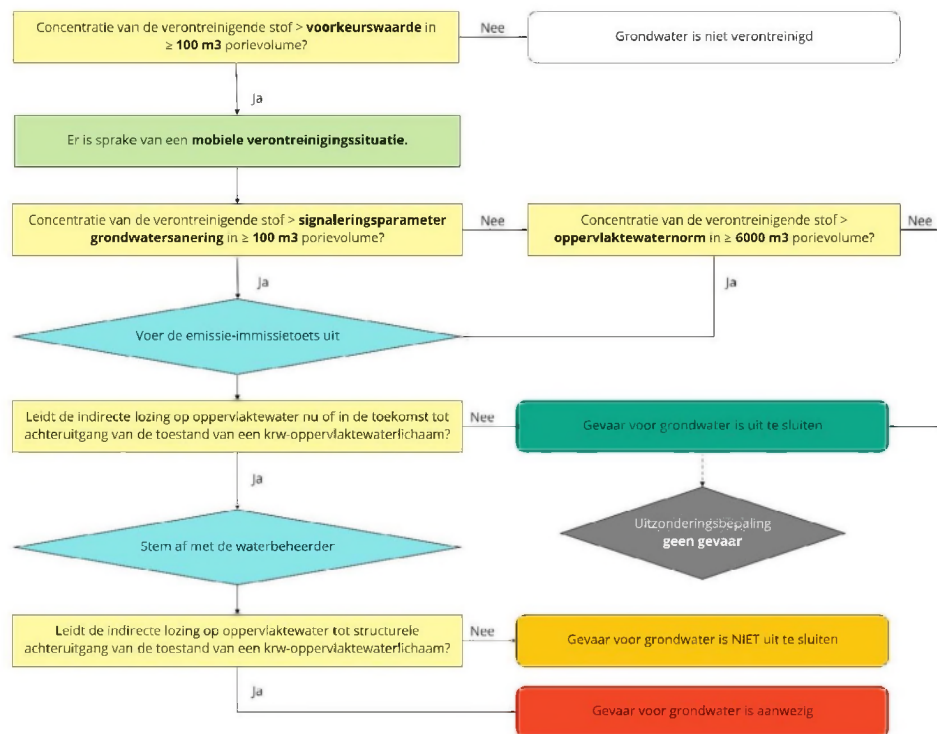 Concentratie van de verontreinigende stof > voorkeurswaarde in
≥ 100 m3 porievolume?
Nee
Grondwater is niet verontreinigd
Ja
Er is sprake van een mobiele verontreinigingssituatie.
Concentratie van de verontreinigende stof > signaleringsparameter
grondwatersanering in ≥ 100 m3 porievolume?
Nee
Concentratie van de verontreinigende stof >
oppervlaktewaternorm in ≥ 6000 m3 porievolume?
Nee
Ja
Ja
Voer de emissie-immissietoets uit
Leidt de indirecte lozing op oppervlaktewater nu of in de toekomst tot
achteruitgang van de toestand van een krw-oppervlaktewaterlichaam?
Nee
Gevaar voor grondwater is uit te sluiten
Ja
Uitzonderingsbepaling
geen gevaar
Stem af met de waterbeheerder
Leidt de indirecte lozing op oppervlaktewater tot structurele
achteruitgang van de toestand van een krw-oppervlaktewaterlichaam?
Nee
Gevaar voor grondwater is NIET uit te sluiten
Ja
Gevaar voor grondwater is aanwezig